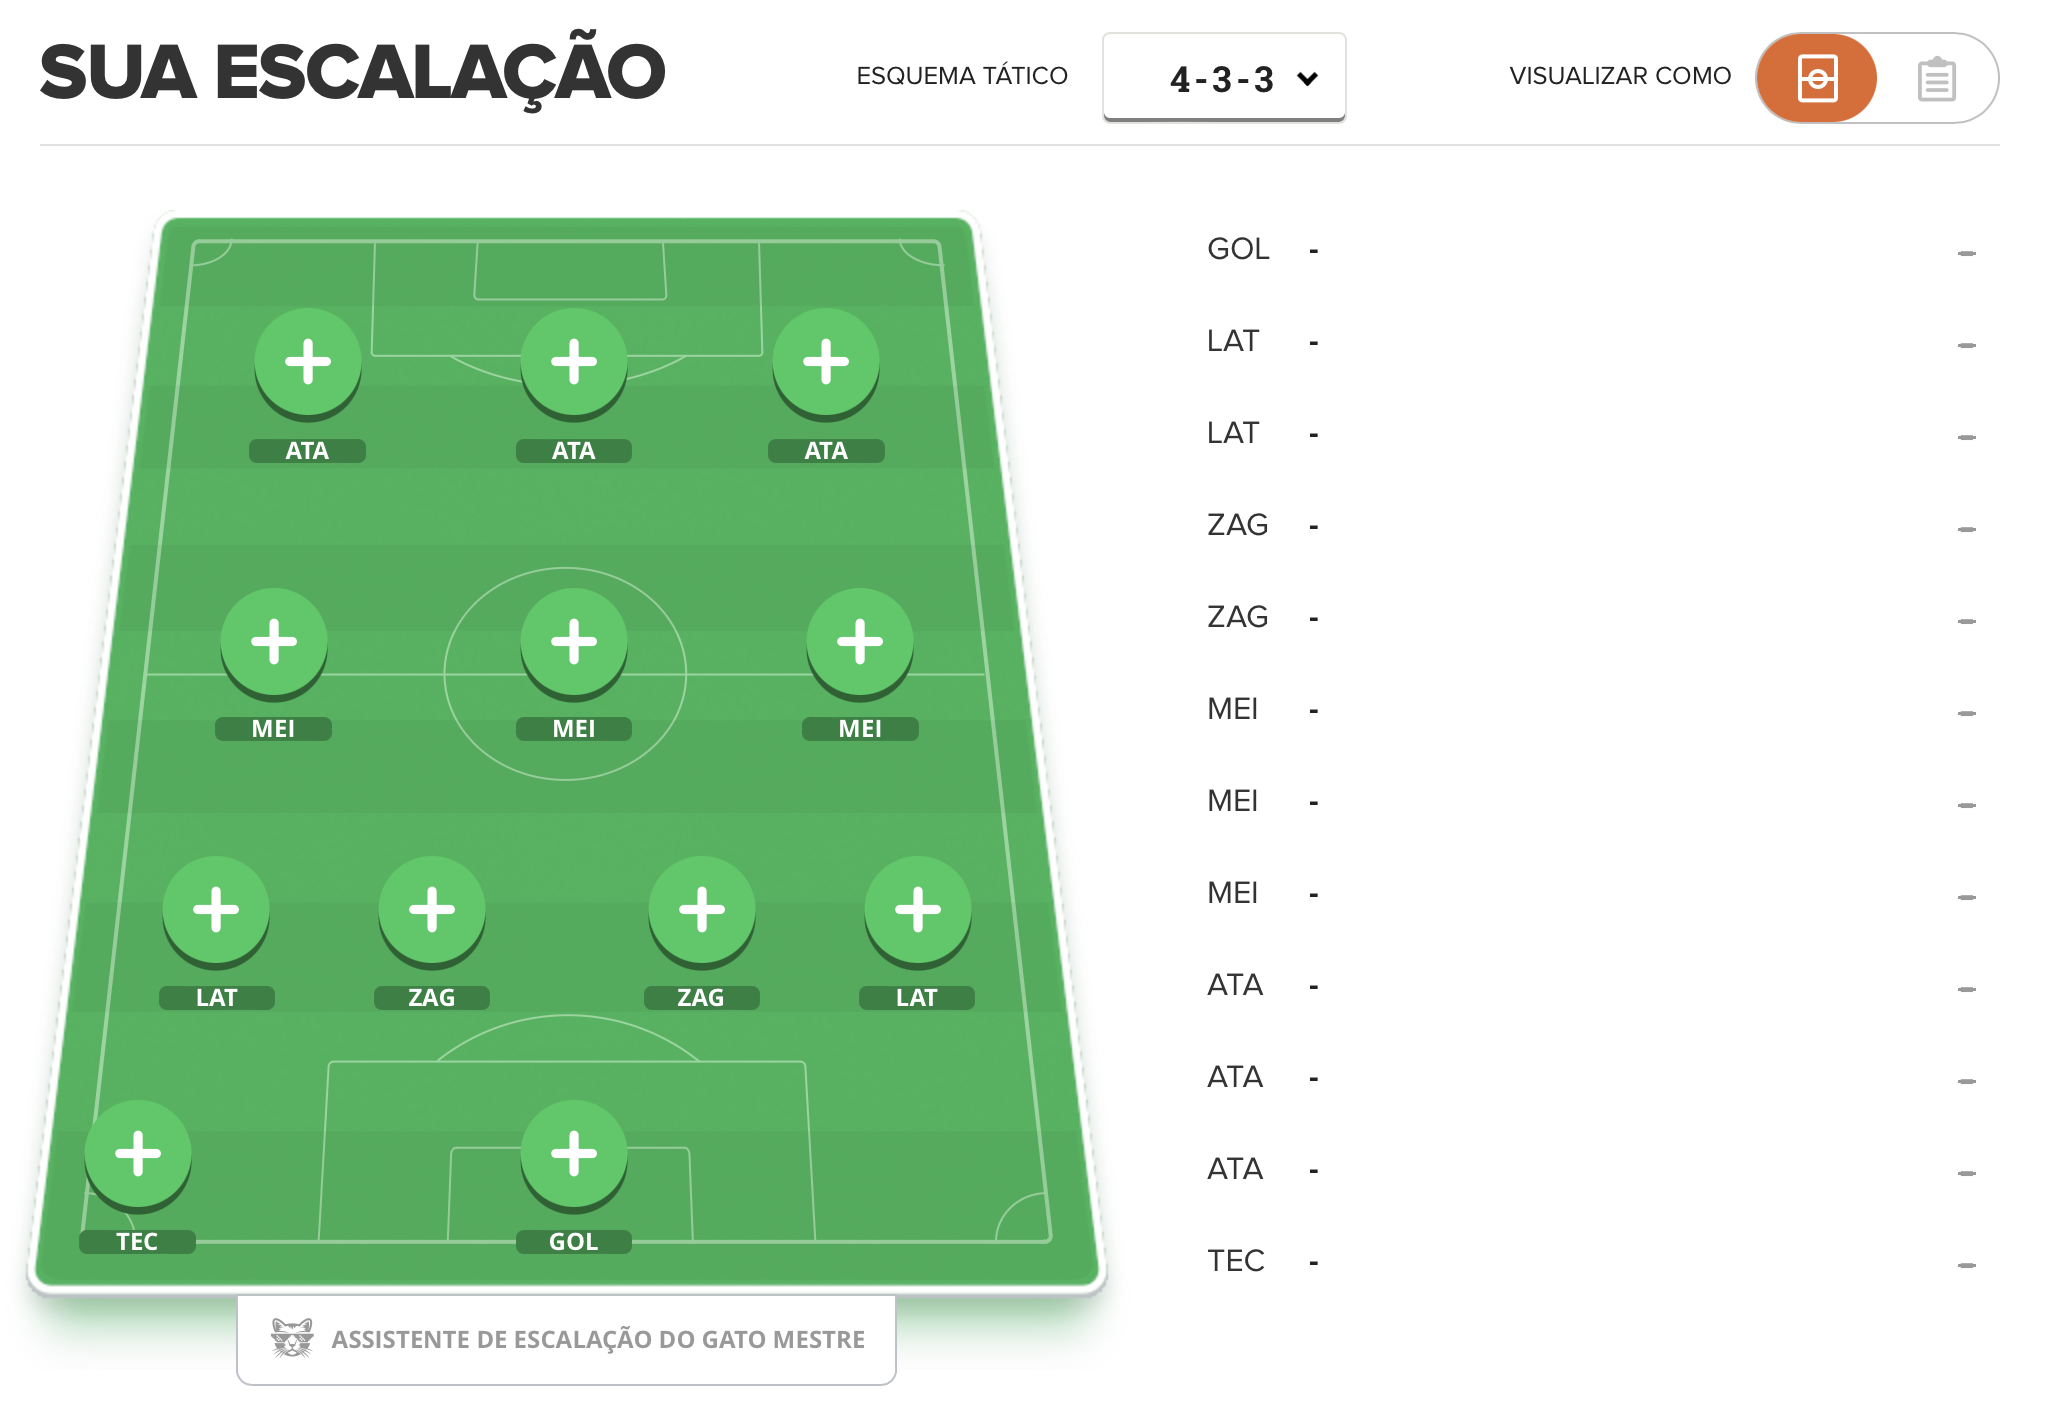 SUA ESCALAÇÃO
ESQUEMA TÁTICO
4-3-3
VISUALIZAR COMO
ATA ATA ATA
MEI MEI MEI
LAT ZAG ZAG LAT
TEC GOL
ASSISTENTE DE ESCALAÇÃO DO GATO MESTRE
GOL - -
LAT - -
LAT - -
ZAG - -
ZAG - -
MEI - -
MEI - -
MEI - -
ATA - -
ATA - -
ATA - -
TEC - -